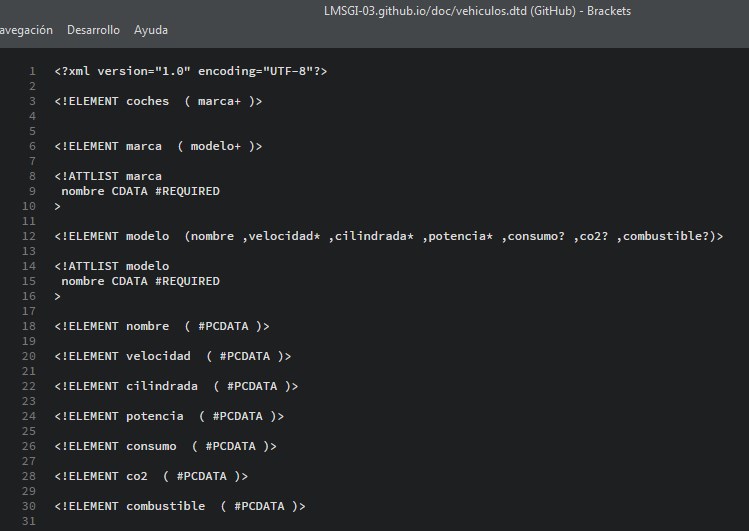 LMSGI-03.github.io/doc/vehiculos.dtd (GitHub) - Brackets
avegación Desarrollo Ayuda
1 <?xml version="1.0" encoding="UTF-8"?>
2
3 <!ELEMENT coches  ( marca+ )>
4
5
6 <!ELEMENT marca  ( modelo+ )>
7
8 <!ATTLIST marca
9  nombre CDATA #REQUIRED
10 >
11
12 <!ELEMENT modelo  (nombre ,velocidad* ,cilindrada* ,potencia* ,consumo? ,co2? ,combustible?)>
13
14 <!ATTLIST modelo
15  nombre CDATA #REQUIRED
16 >
17
18 <!ELEMENT nombre  ( #PCDATA )>
19
20 <!ELEMENT velocidad  ( #PCDATA )>
21
22 <!ELEMENT cilindrada  ( #PCDATA )>
23
24 <!ELEMENT potencia  ( #PCDATA )>
25
26 <!ELEMENT consumo  ( #PCDATA )>
27
28 <!ELEMENT co2  ( #PCDATA )>
29
30 <!ELEMENT combustible  ( #PCDATA )>
31